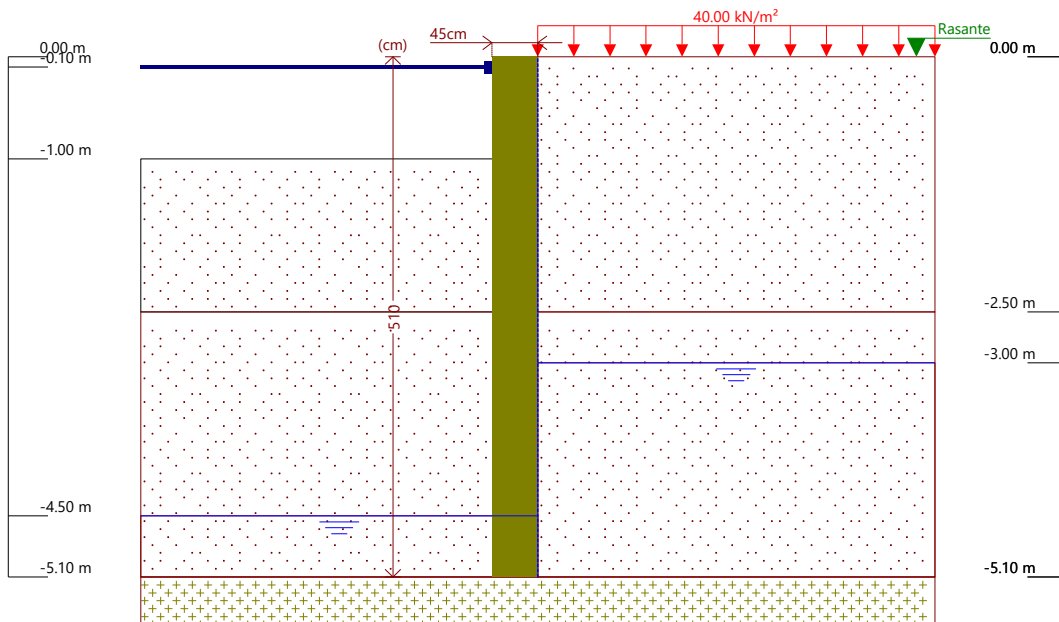 40.00 kN/m²
45cm
Rasante
(cm)
0.00 m
0.00 m
-0.10 m
-1.00 m
510
-2.50 m
-3.00 m
-4.50 m
-5.10 m
-5.10 m